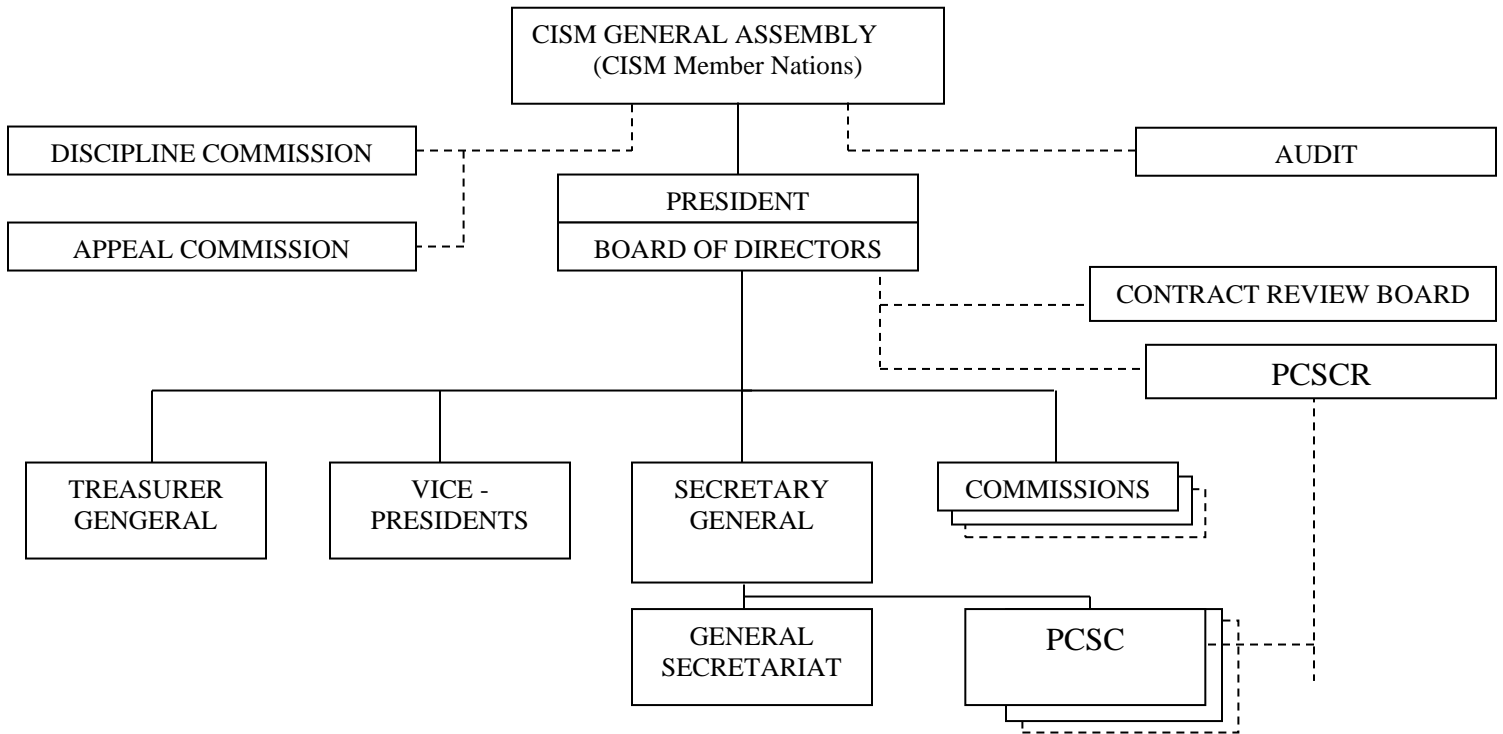 CISM GENERAL ASSEMBLY
(CISM Member Nations)
DISCIPLINE COMMISSION
AUDIT
PRESIDENT
APPEAL COMMISSION
BOARD OF DIRECTORS
CONTRACT REVIEW BOARD
PCSCR
TREASURER
GENGERAL
VICE -
PRESIDENTS
SECRETARY
GENERAL
COMMISSIONS
GENERAL
SECRETARIAT
PCSC